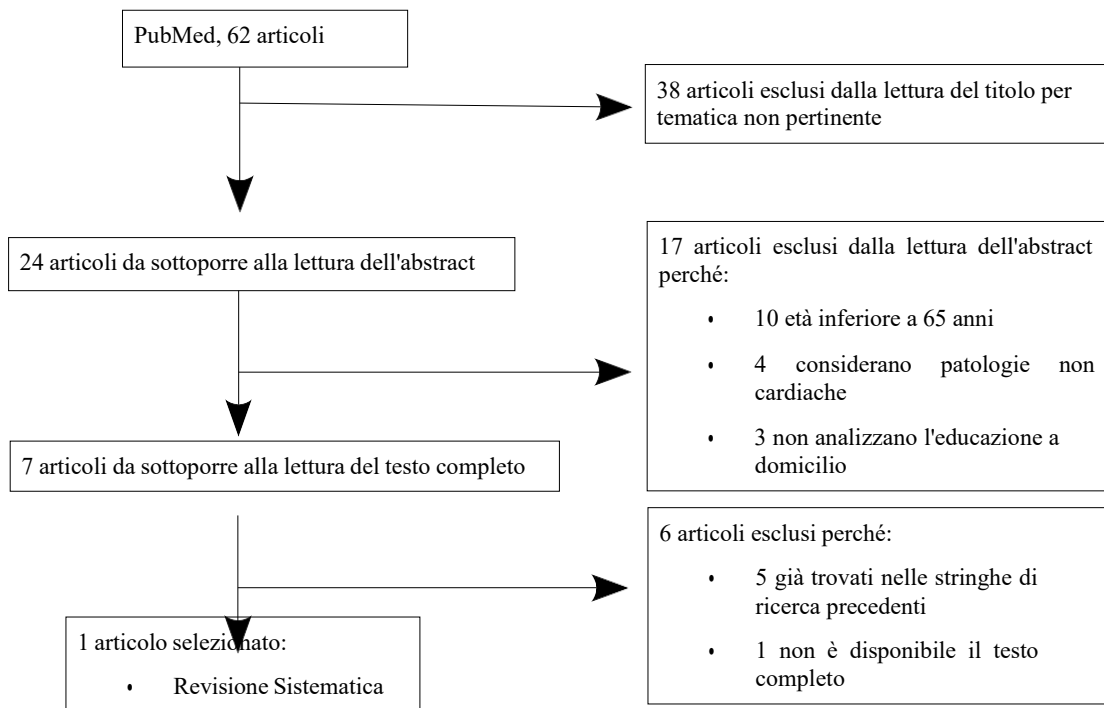 PubMed, 62 articoli
38 articoli esclusi dalla lettura del titolo per
tematica non pertinente
24 articoli da sottoporre alla lettura dell'abstract
17 articoli esclusi dalla lettura dell'abstract
perché:
• 10 età inferiore a 65 anni
• 4 considerano patologie non
cardiache
• 3 non analizzano l'educazione a
domicilio
7 articoli da sottoporre alla lettura del testo completo
6 articoli esclusi perché:
• 5 già trovati nelle stringhe di
ricerca precedenti
• 1 non è disponibile il testo
completo
1 articolo selezionato:
• Revisione Sistematica